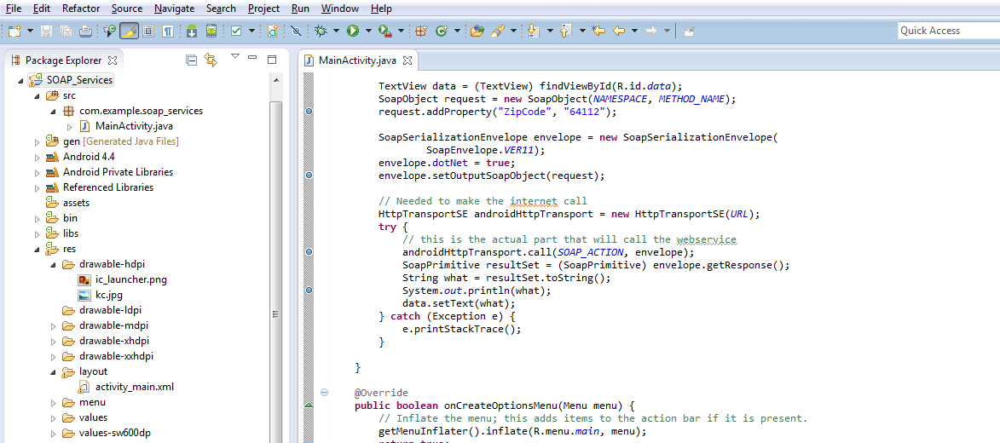 File Edit Refactor Source Navigate Search Project Run Window Help
Quick Access
Package Explorer
SOAP_Services
src
com.example.soap_services
MainActivity.java
gen [Generated Java Files]
Android 4.4
Android Private Libraries
Referenced Libraries
assets
bin
libs
res
drawable-hdpi
ic_launcher.png
kc.jpg
drawable-ldpi
drawable-mdpi
drawable-xhdpi
drawable-xxhdpi
layout
activity_main.xml
menu
values
values-sw600dp
MainActivity.java
TextView data = (TextView) findViewById(R.id.data);
SoapObject request = new SoapObject(NAMESPACE, METHOD_NAME);
request.addProperty("ZipCode", "64112");
SoapSerializationEnvelope envelope = new SoapSerializationEnvelope(
SoapEnvelope.VER11);
envelope.dotNet = true;
envelope.setOutputSoapObject(request);
// Needed to make the internet call
HttpTransportSE androidHttpTransport = new HttpTransportSE(URL);
try {
// this is the actual part that will call the webservice
androidHttpTransport.call(SOAP_ACTION, envelope);
SoapPrimitive resultSet = (SoapPrimitive) envelope.getResponse();
String what = resultSet.toString();
System.out.println(what);
data.setText(what);
} catch (Exception e) {
e.printStackTrace();
}
}
@Override
public boolean onCreateOptionsMenu(Menu menu) {
// Inflate the menu; this adds items to the action bar if it is present.
getMenuInflater().inflate(R.menu.main, menu);
return true;